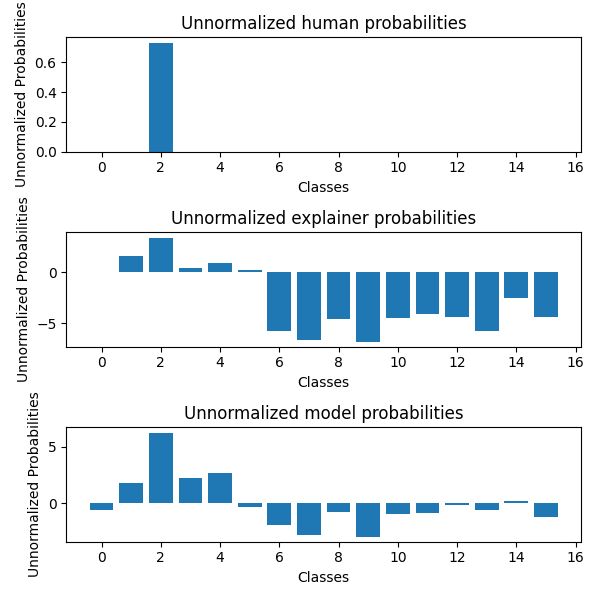 Unnormalized human probabilities
Unnormalized Probabilities
0.6
0.4
0.2
0.0
0 2 4 6 8 10 12 14 16
Classes
Unnormalized explainer probabilities
Unnormalized Probabilities
0
−5
0 2 4 6 8 10 12 14 16
Classes
Unnormalized model probabilities
Unnormalized Probabilities
5
0
0 2 4 6 8 10 12 14 16
Classes